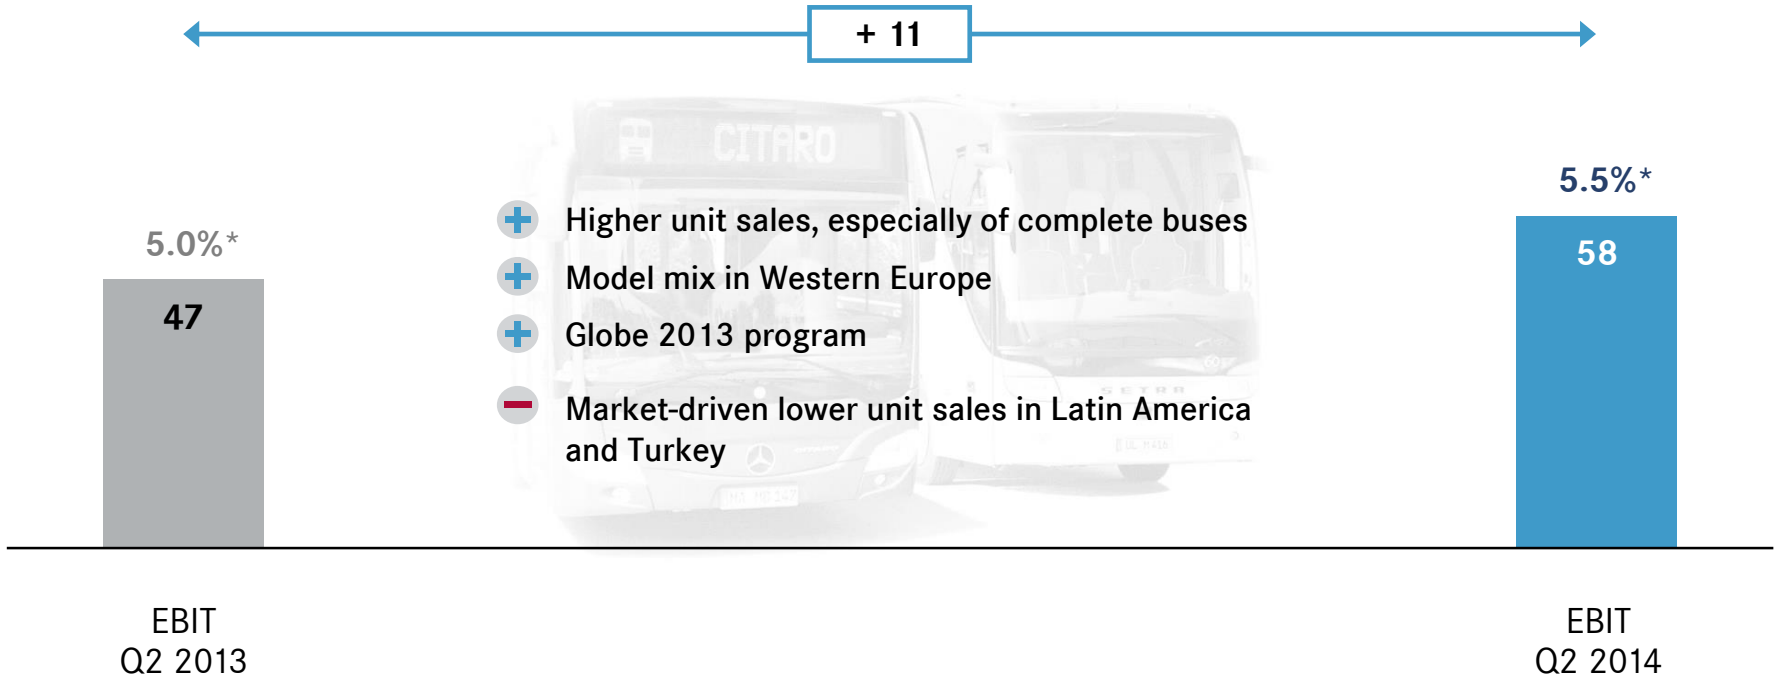 + 11
CITARO
5.0%*
47
Higher unit sales, especially of complete buses
Model mix in Western Europe
Globe 2013 program
Market-driven lower unit sales in Latin America
and Turkey
SETRA
5.5%*
58
EBIT
Q2 2013
EBIT
Q2 2014